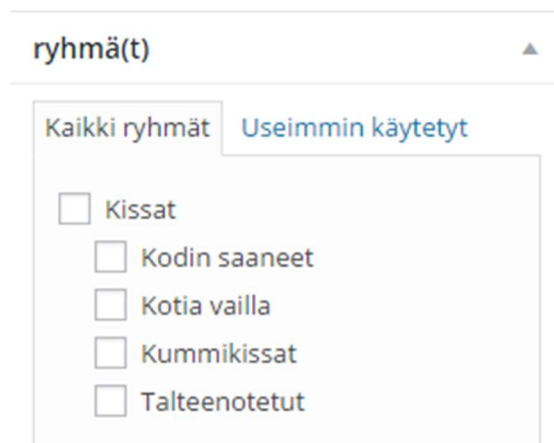 ryhmä(t)
Kaikki ryhmät Useimmin käytetyt
Kissat
Kodin saaneet
Kotia vailla
Kummikissat
Talteenotetut